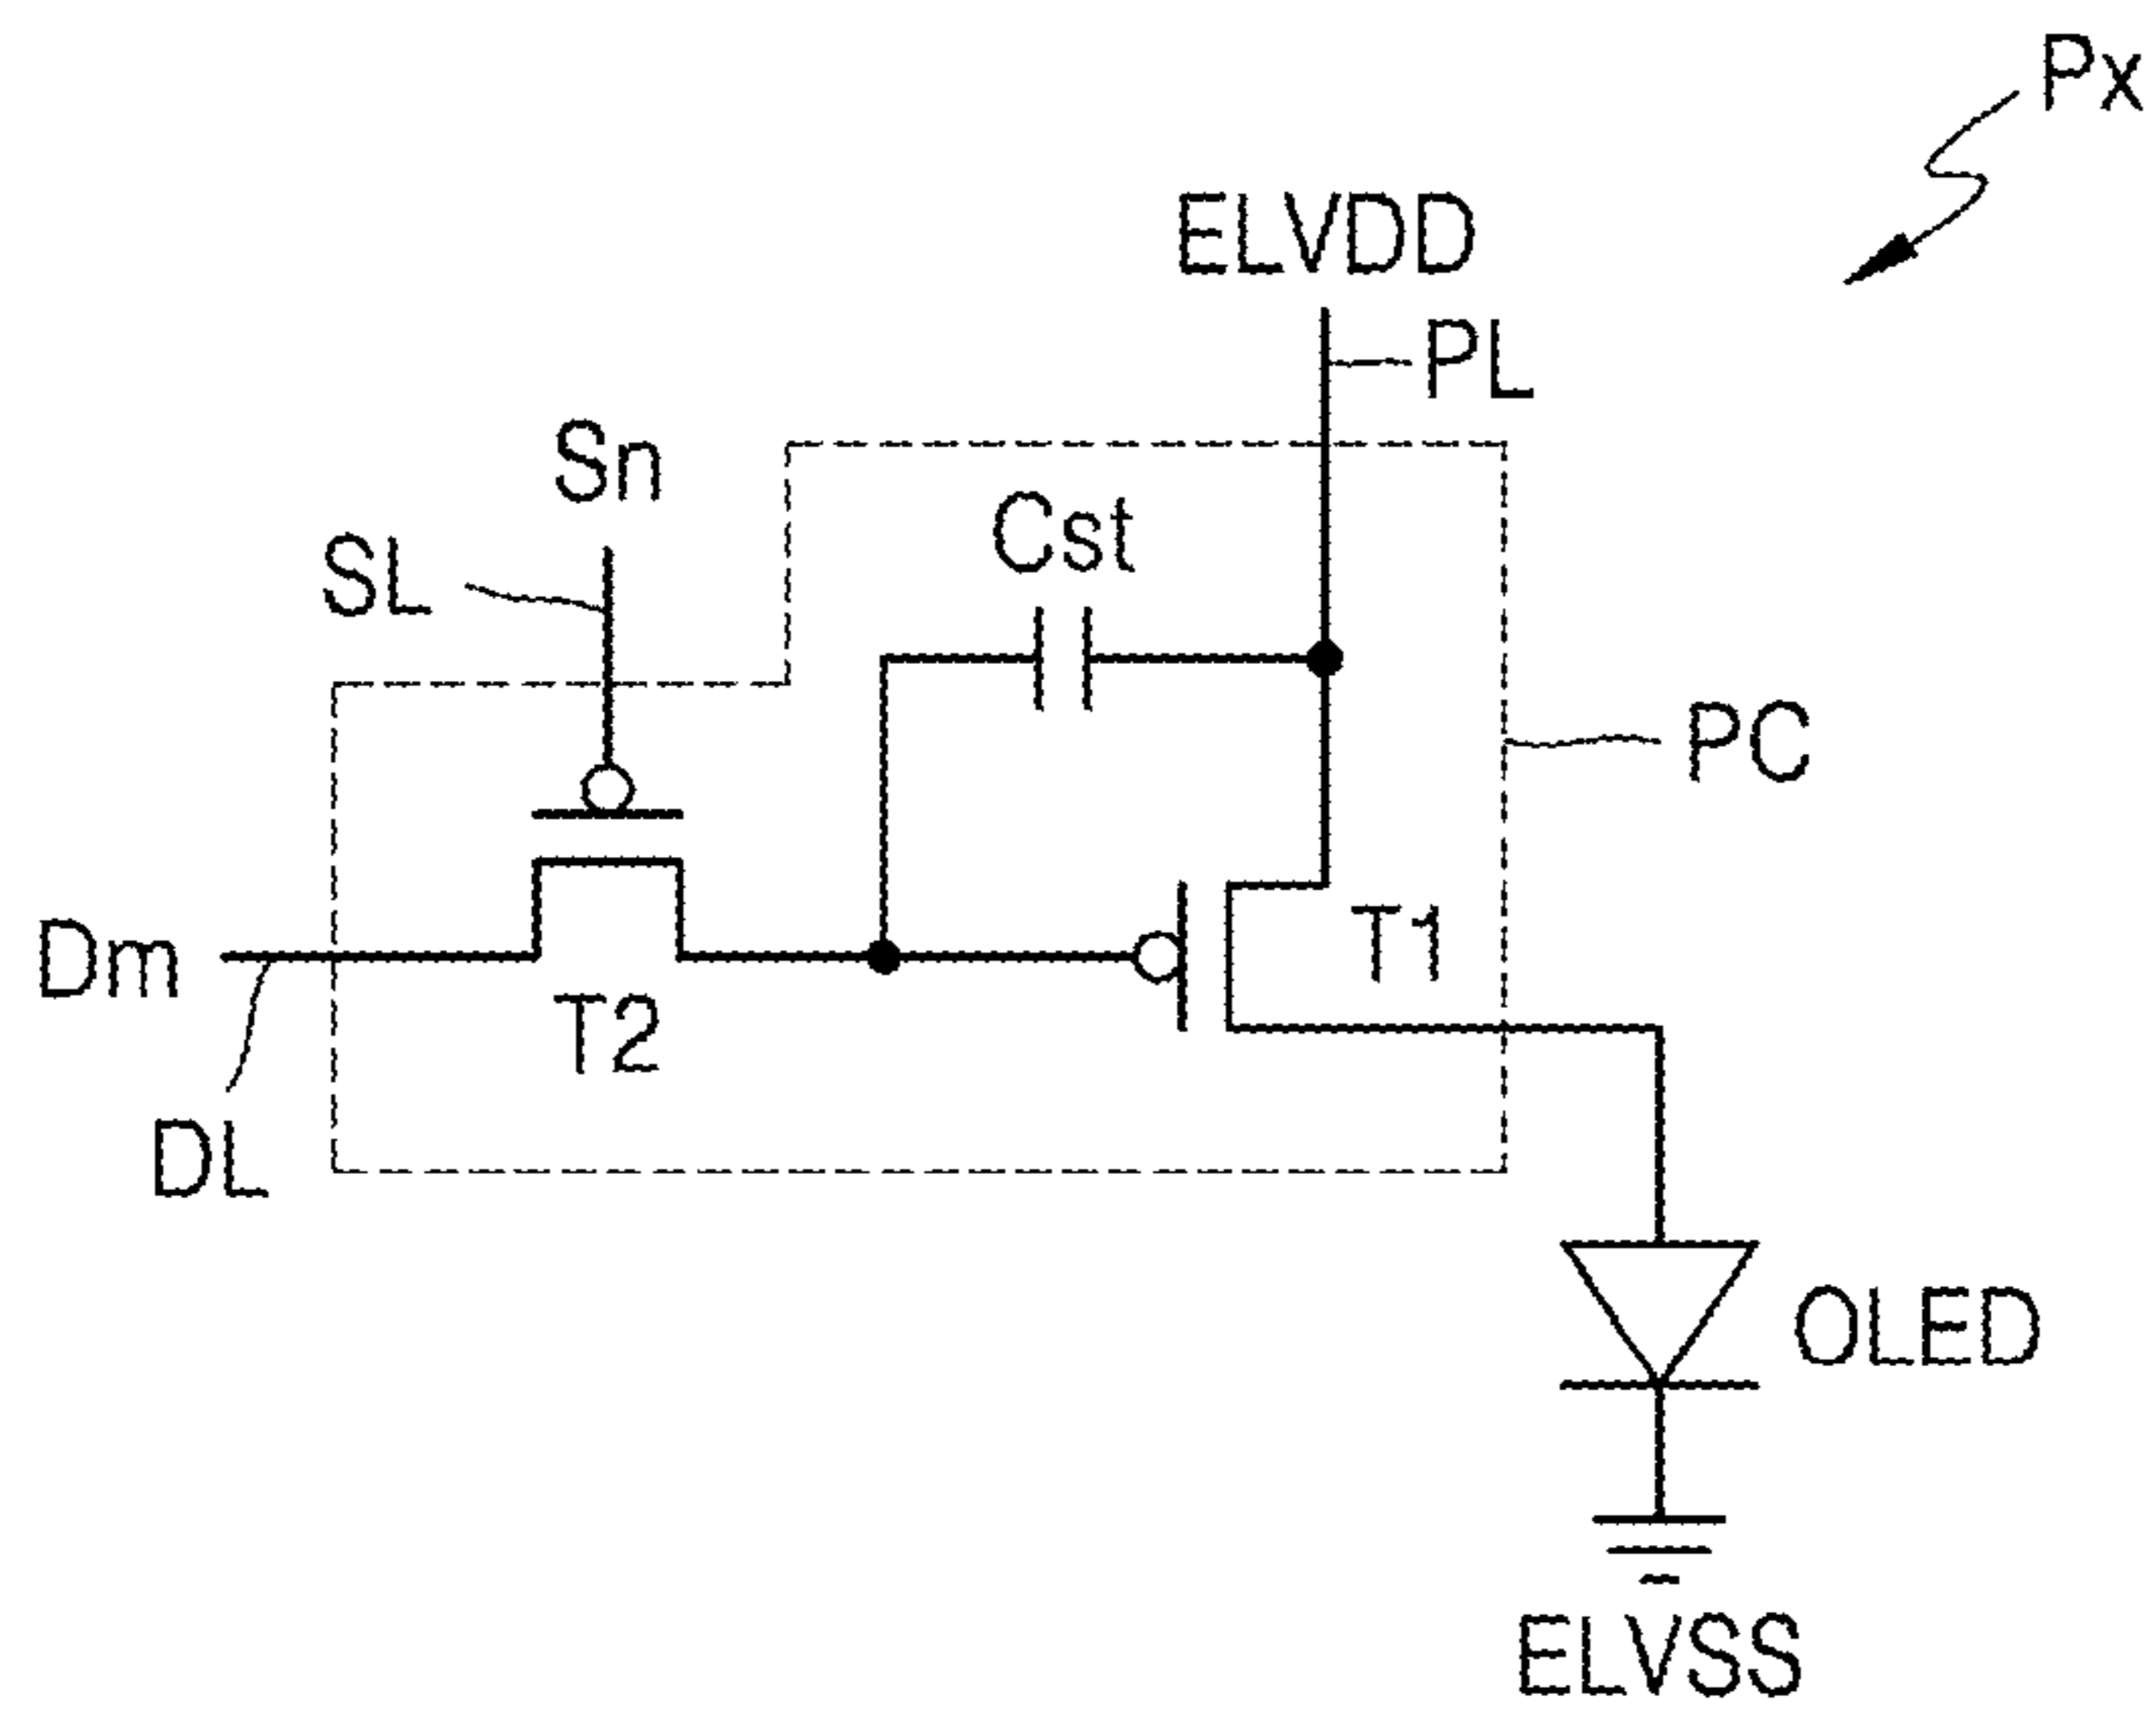 Px
ELVDD
PL
Sn
Cst
SL
PC
T1
Dm
T2
DL
OLED
ELVSS